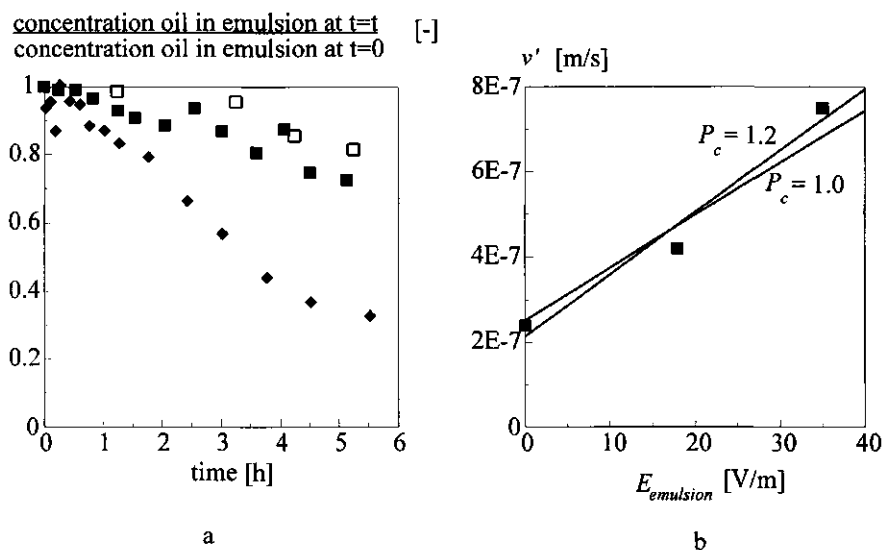 concentration oil in emulsion at t=t
concentration oil in emulsion at t=0
[-]
1
0.8
0.6
0.4
0.2
0
0 1 2 3 4 5 6
time [h]
a
v' [m/s]
8E-7
6E-7
4E-7
2E-7
0
P_c = 1.2
P_c = 1.0
0 10 20 30 40
E_emulsion [V/m]
b